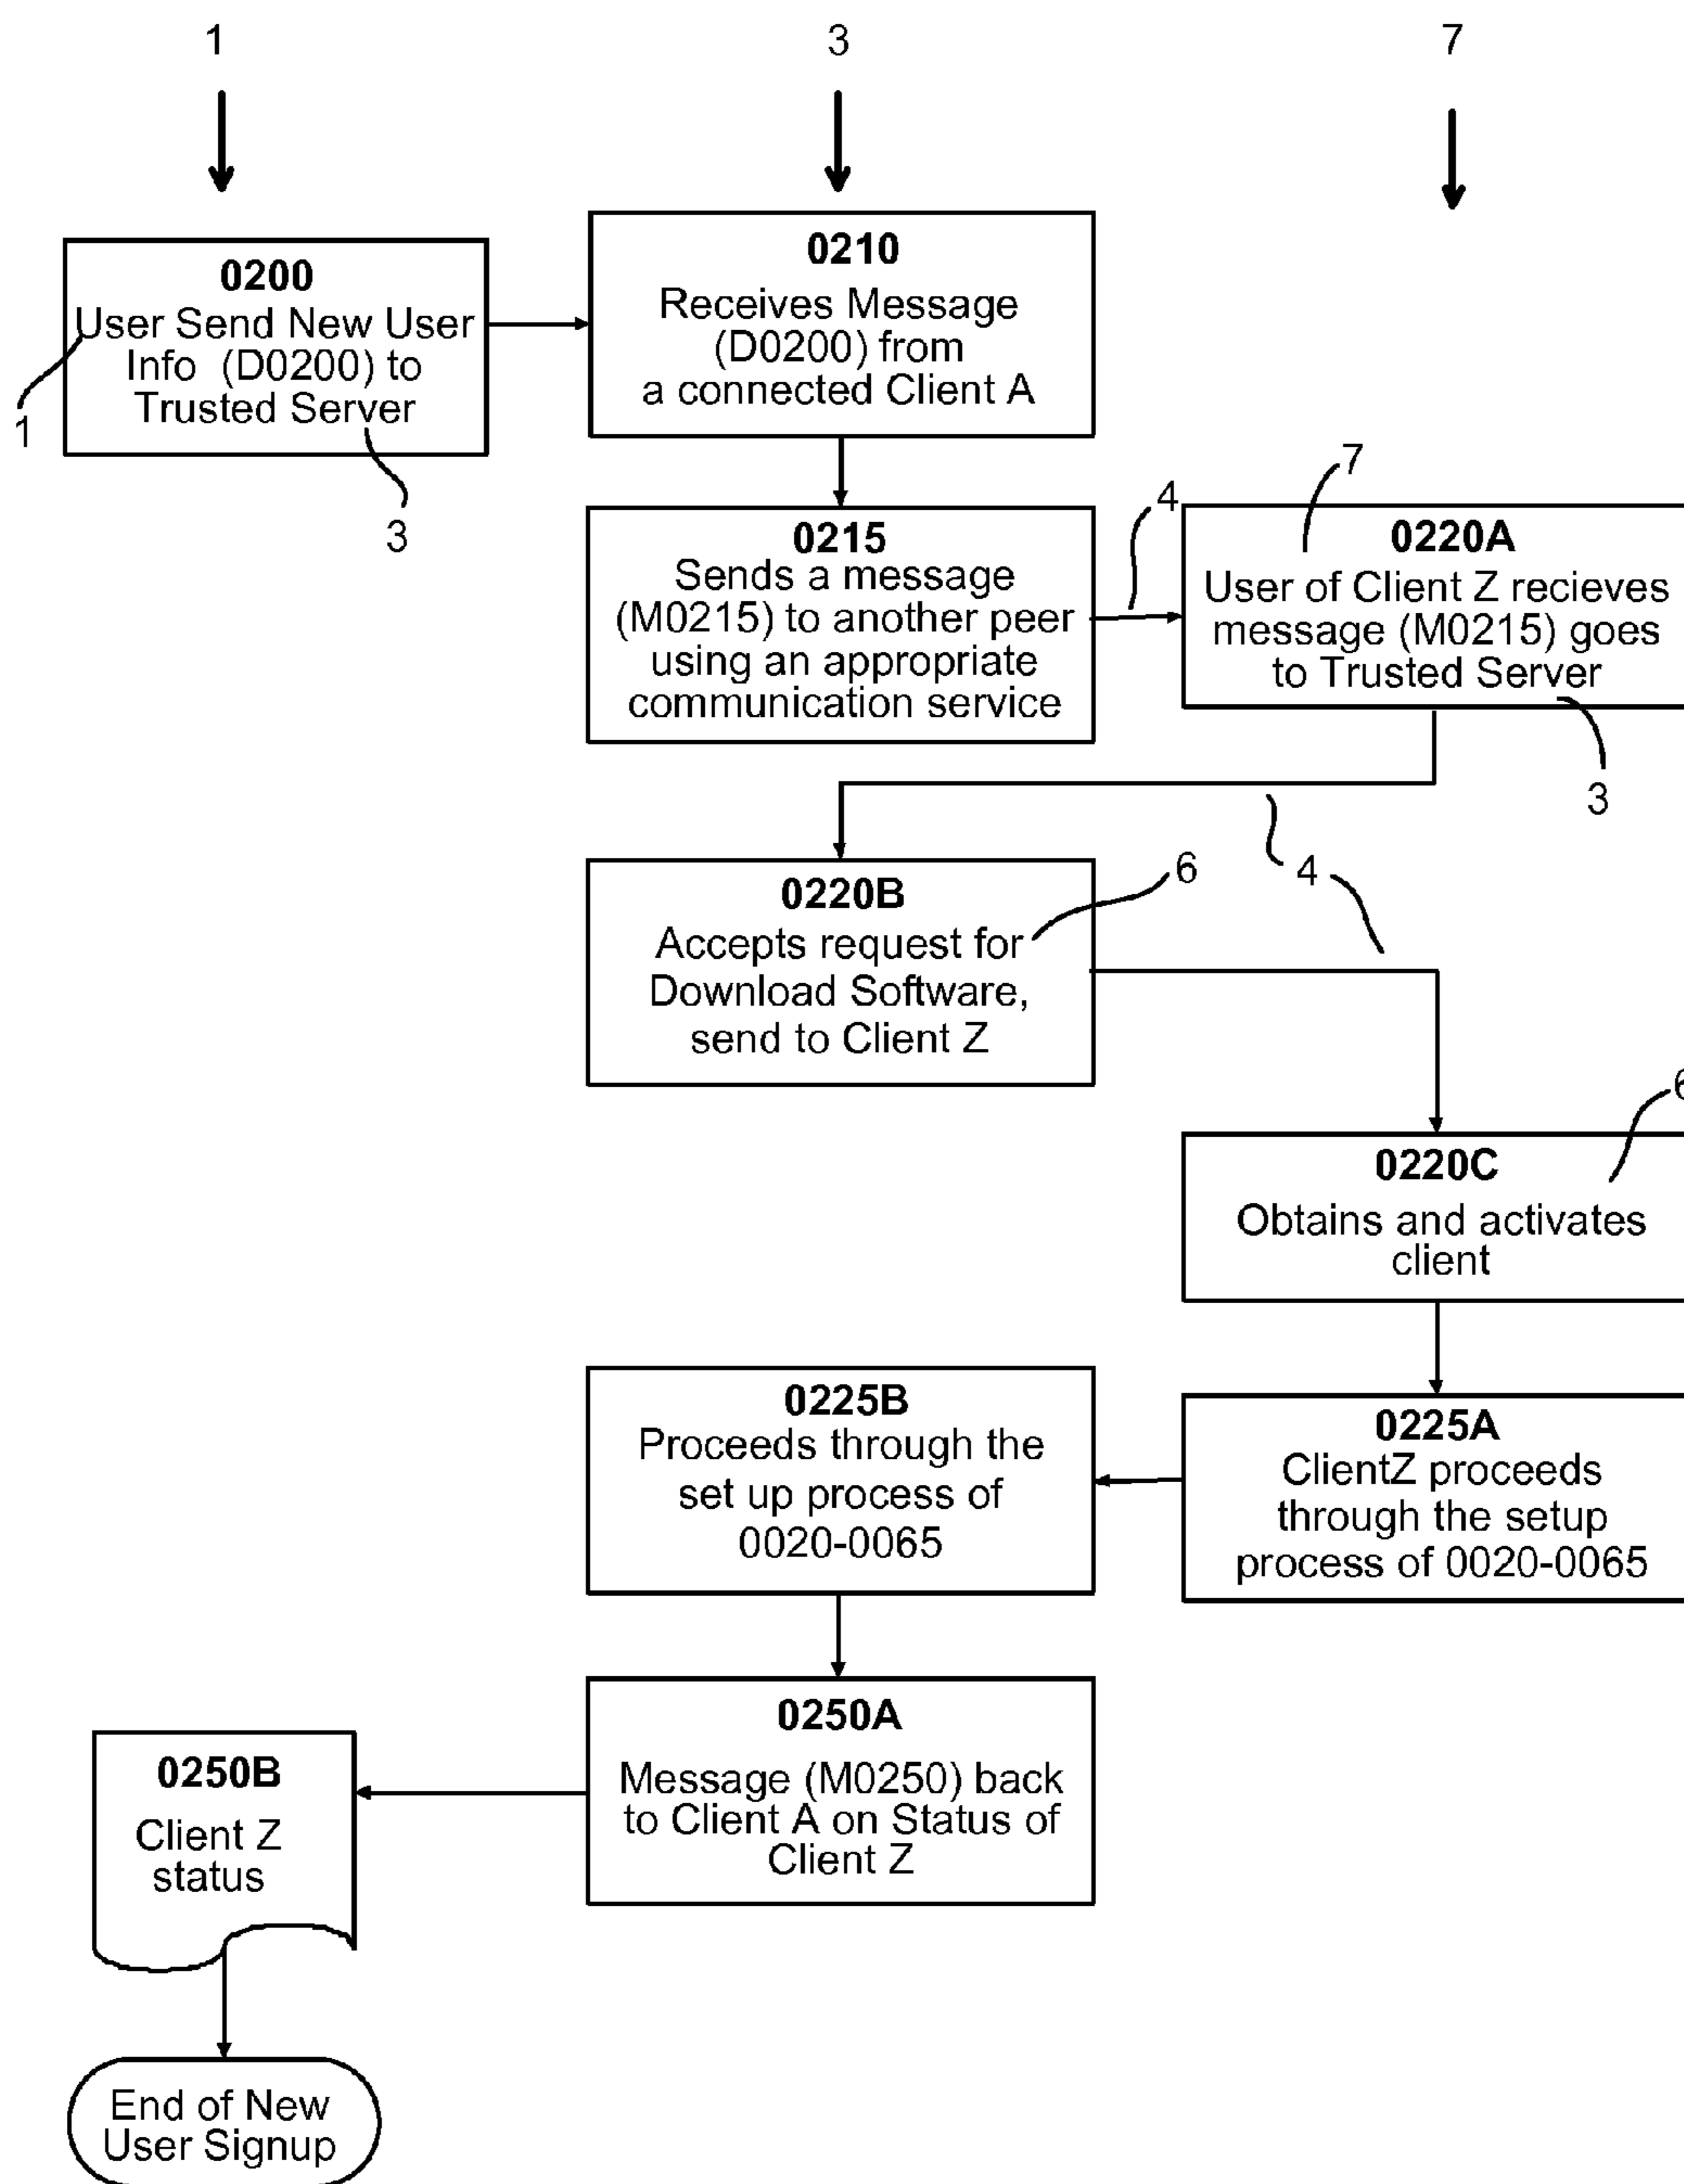 1
3
7
0200
User Send New User
Info (D0200) to
Trusted Server
1
3
0210
Receives Message
(D0200) from
a connected Client A
0215
Sends a message
(M0215) to another peer
using an appropriate
communication service
4
7
0220A
User of Client Z recieves
message (M0215) goes
to Trusted Server
3
4
0220B
Accepts request for
Download Software,
send to Client Z
6
6
0220C
Obtains and activates
client
0225B
Proceeds through the
set up process of
0020-0065
0225A
ClientZ proceeds
through the setup
process of 0020-0065
0250A
Message (M0250) back
to Client A on Status of
Client Z
0250B
Client Z
status
End of New
User Signup